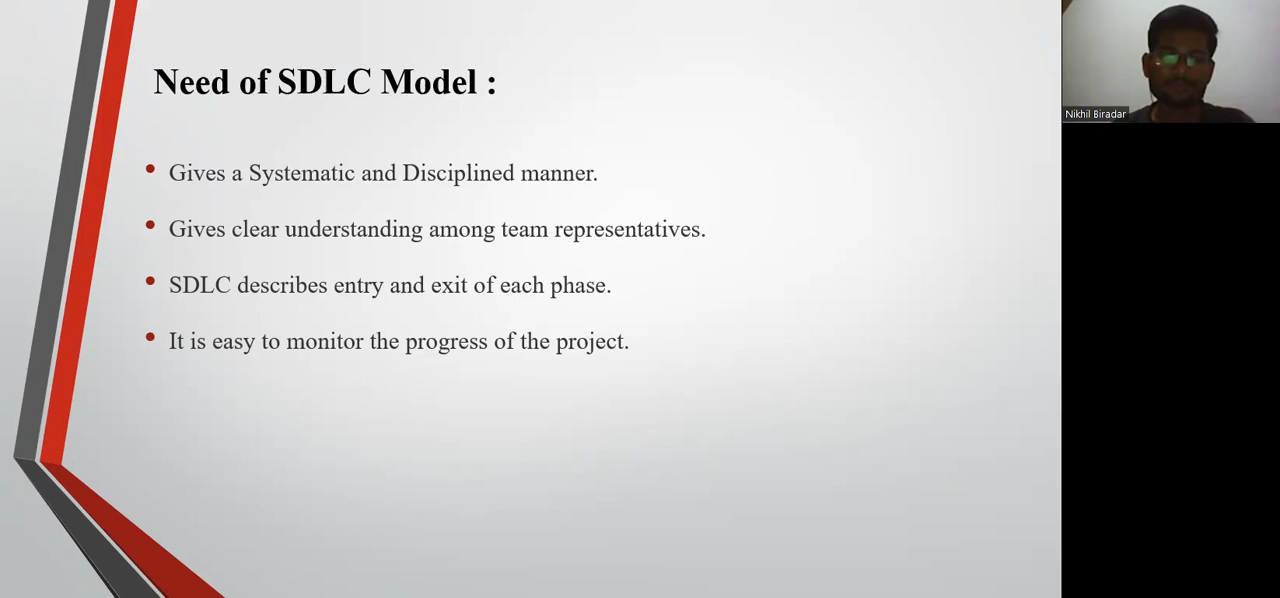 Need of SDLC Model :
Gives a Systematic and Disciplined manner.
Gives clear understanding among team representatives.
SDLC describes entry and exit of each phase.
It is easy to monitor the progress of the project.
Nikhil Biradar